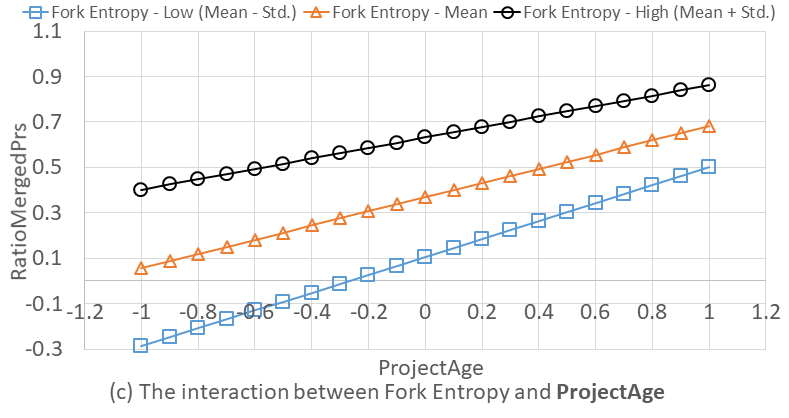 Fork Entropy - Low (Mean - Std.) Fork Entropy - Mean Fork Entropy - High (Mean + Std.)
1.1
0.9
0.7
0.5
0.3
0.1
-0.1
-0.3
RatioMergedPrs
-1.2 -1 -0.8 -0.6 -0.4 -0.2 0 0.2 0.4 0.6 0.8 1 1.2
ProjectAge
(c) The interaction between Fork Entropy and ProjectAge